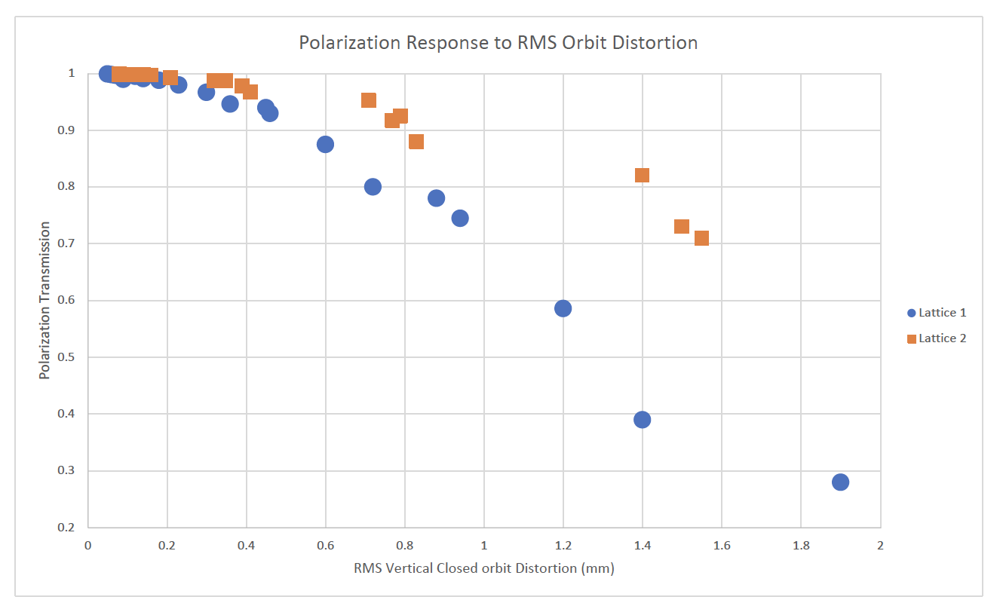 Polarization Response to RMS Orbit Distortion
1
0.9
0.8
0.7
0.6
0.5
0.4
0.3
0.2
Polarization Transmission
0 0.2 0.4 0.6 0.8 1 1.2 1.4 1.6 1.8 2
RMS Vertical Closed orbit Distortion (mm)
Lattice 1
Lattice 2